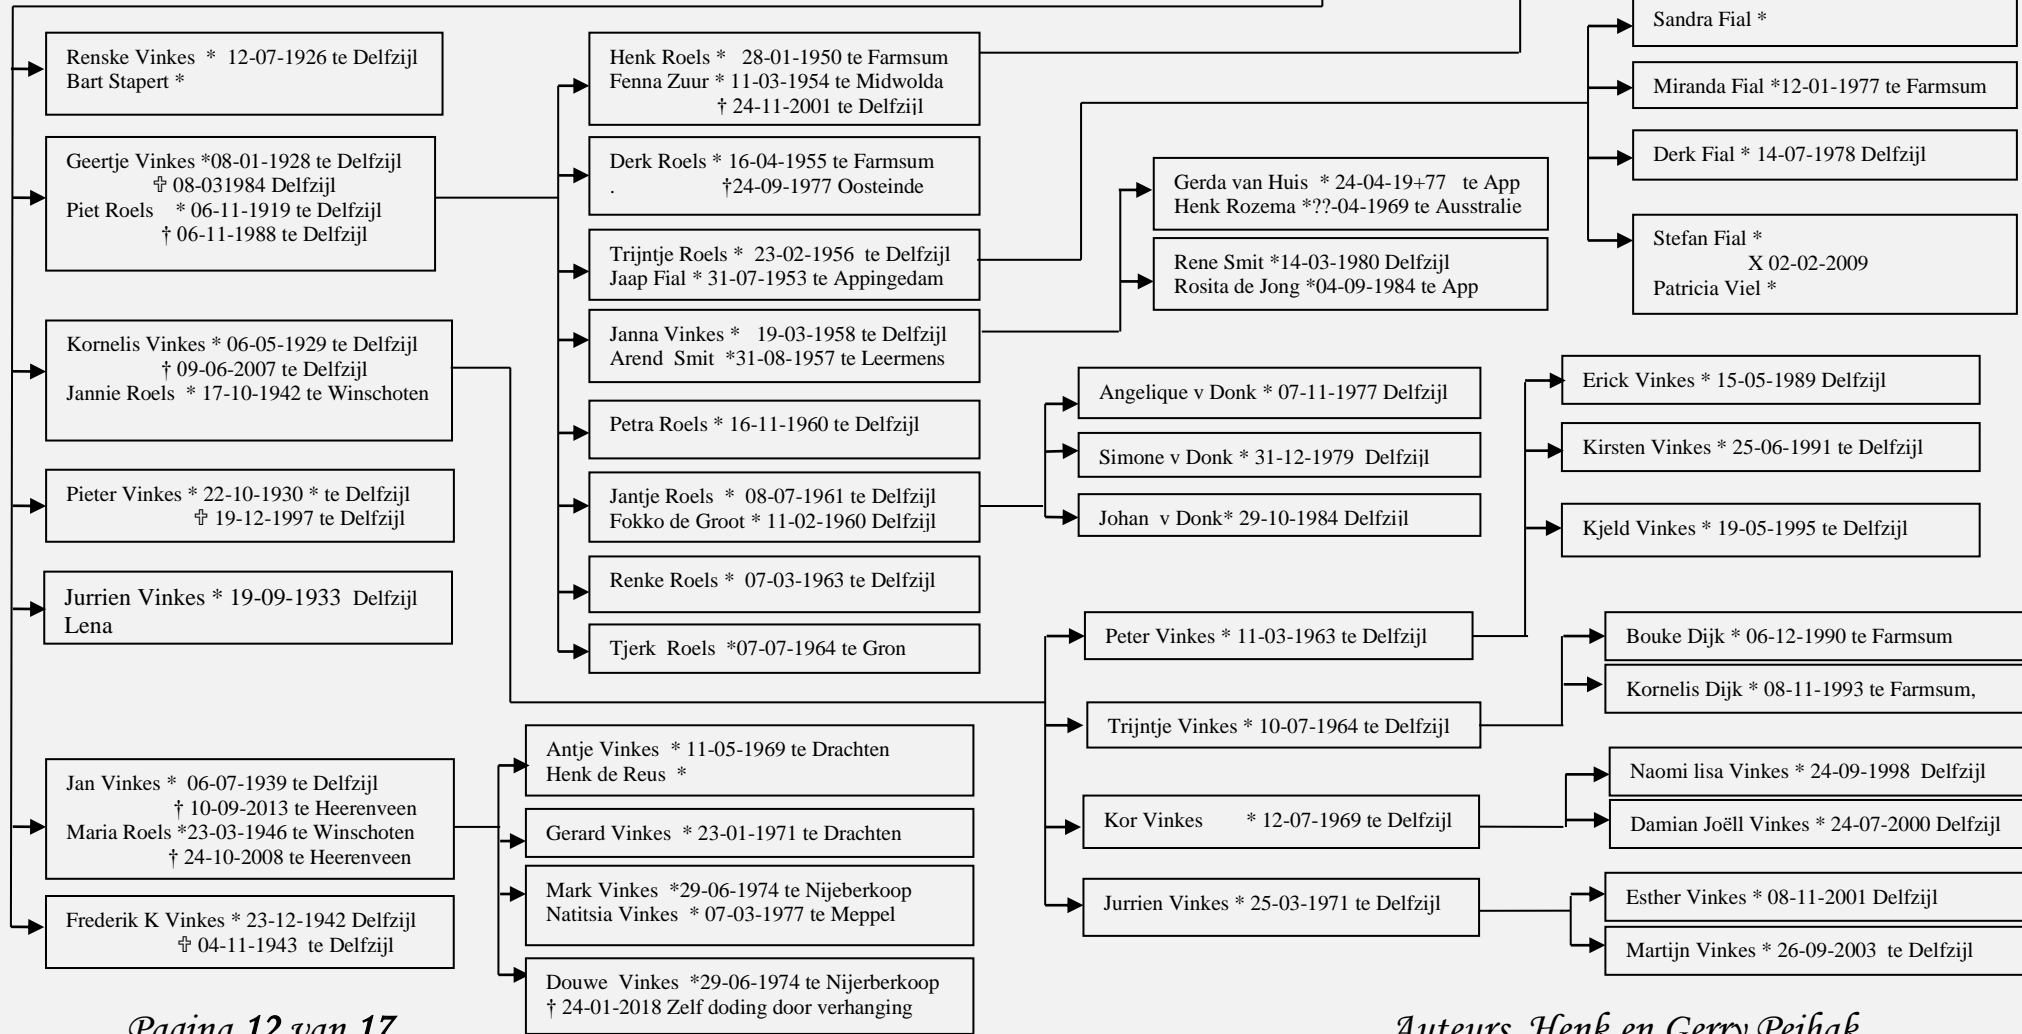 Renske Vinkes * 12-07-1926 te Delfzijl
Bart Stapert *
Geertje Vinkes *08-01-1928 te Delfzijl
✞ 08-031984 Delfzijl
Piet Roels * 06-11-1919 te Delfzijl
† 06-11-1988 te Delfzijl
Kornelis Vinkes * 06-05-1929 te Delfzijl
† 09-06-2007 te Delfzijl
Jannie Roels * 17-10-1942 te Winschoten
Pieter Vinkes * 22-10-1930 * te Delfzijl
✞ 19-12-1997 te Delfzijl
Jurrien Vinkes * 19-09-1933 Delfzijl
Lena
Jan Vinkes * 06-07-1939 te Delfzijl
† 10-09-2013 te Heerenveen
Maria Roels *23-03-1946 te Winschoten
† 24-10-2008 te Heerenveen
Frederik K Vinkes * 23-12-1942 Delfzijl
✞ 04-11-1943 te Delfzijl
Henk Roels * 28-01-1950 te Farmsum
Fenna Zuur * 11-03-1954 te Midwolda
† 24-11-2001 te Delfzijl
Derk Roels * 16-04-1955 te Farmsum
. †24-09-1977 Oosteinde
Trijntje Roels * 23-02-1956 te Delfzijl
Jaap Fial * 31-07-1953 te Appingedam
Janna Vinkes * 19-03-1958 te Delfzijl
Arend Smit *31-08-1957 te Leermens
Petra Roels * 16-11-1960 te Delfzijl
Jantje Roels * 08-07-1961 te Delfzijl
Fokko de Groot * 11-02-1960 Delfzijl
Renke Roels * 07-03-1963 te Delfzijl
Tjerk Roels *07-07-1964 te Gron
Antje Vinkes * 11-05-1969 te Drachten
Henk de Reus *
Gerard Vinkes * 23-01-1971 te Drachten
Mark Vinkes *29-06-1974 te Nijeberkoop
Natitsia Vinkes * 07-03-1977 te Meppel
Douwe Vinkes *29-06-1974 te Nijerberkoop
† 24-01-2018 Zelf doding door verhanging
Gerda van Huis * 24-04-19+77 te App
Henk Rozema *??-04-1969 te Ausstralie
Rene Smit *14-03-1980 Delfzijl
Rosita de Jong *04-09-1984 te App
Angelique v Donk * 07-11-1977 Delfzijl
Simone v Donk * 31-12-1979 Delfzijl
Johan v Donk* 29-10-1984 Delfzijl
Peter Vinkes * 11-03-1963 te Delfzijl
Trijntje Vinkes * 10-07-1964 te Delfzijl
Kor Vinkes * 12-07-1969 te Delfzijl
Jurrien Vinkes * 25-03-1971 te Delfzijl
Sandra Fial *
Miranda Fial *12-01-1977 te Farmsum
Derk Fial * 14-07-1978 Delfzijl
Stefan Fial *
X 02-02-2009
Patricia Viel *
Erick Vinkes * 15-05-1989 Delfzijl
Kirsten Vinkes * 25-06-1991 te Delfzijl
Kjeld Vinkes * 19-05-1995 te Delfzijl
Bouke Dijk * 06-12-1990 te Farmsum
Kornelis Dijk * 08-11-1993 te Farmsum,
Naomi lisa Vinkes * 24-09-1998 Delfzijl
Damian Joëll Vinkes * 24-07-2000 Delfzijl
Esther Vinkes * 08-11-2001 Delfzijl
Martijn Vinkes * 26-09-2003 te Delfzijl
Pagina 12 van 17
Auteurs Henk en Gerry Peihak